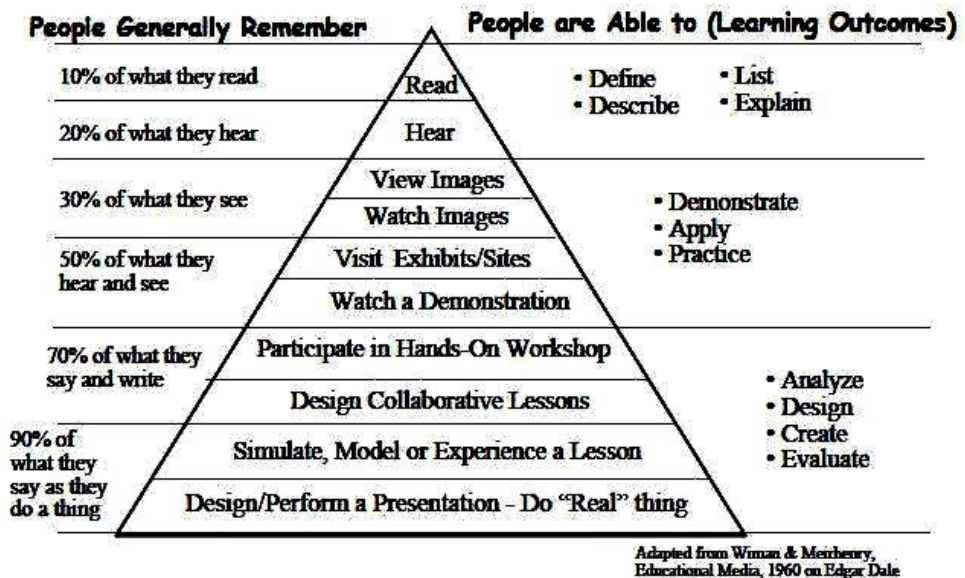 People Generally Remember
People are Able to (Learning Outcomes)
10% of what they read
Read
• Define
• List
• Describe
• Explain
20% of what they hear
Hear
30% of what they see
View Images
Watch Images
• Demonstrate
• Apply
• Practice
50% of what they
hear and see
Visit Exhibits/Sites
Watch a Demonstration
70% of what they
say and write
Participate in Hands-On Workshop
Design Collaborative Lessons
• Analyze
• Design
• Create
• Evaluate
90% of
what they
say as they
do a thing
Simulate, Model or Experience a Lesson
Design/Perform a Presentation - Do “Real” thing
Adapted from Wiman & Meirhenry,
Educational Media, 1960 on Edgar Dale